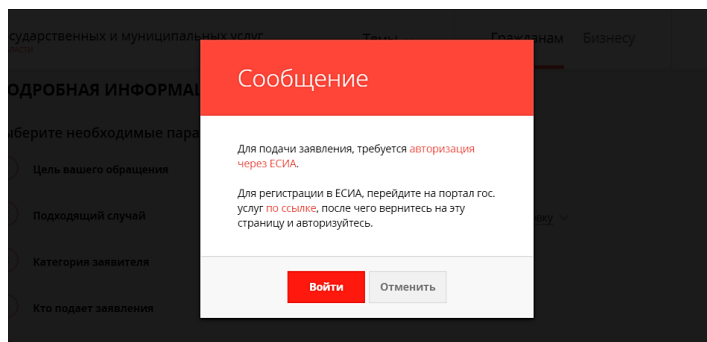 государственных и муниципальных услуг
Темы
Гражданам
Бизнесу
Сообщение
Для подачи заявления, требуется авторизация
через ЕСИА.
Для регистрации в ЕСИА, перейдите на портал гос.
услуг по ссылке, после чего вернитесь на эту
страницу и авторизуйтесь.
Войти
Отменить
Цель вашего обращения
Подходящий случай
Категория заявителя
Кто подает заявления